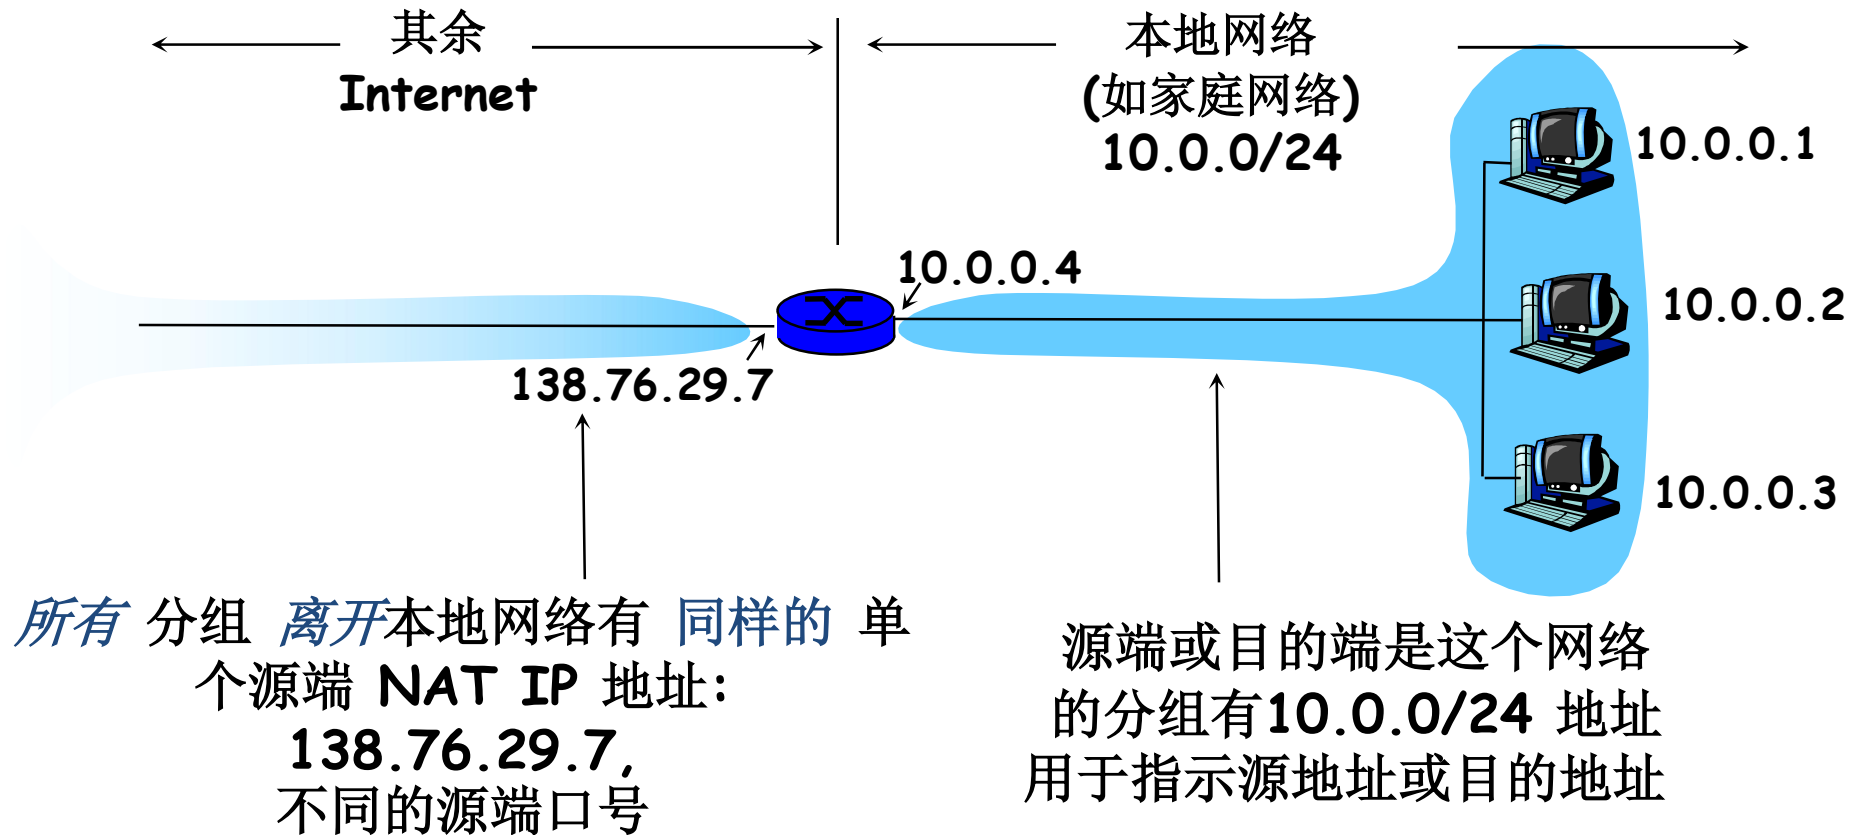 其余
Internet
本地网络
(如家庭网络)
10.0.0/24
10.0.0.1
10.0.0.4
10.0.0.2
138.76.29.7
10.0.0.3
所有 分组 离开本地网络有 同样的 单
个源端 NAT IP 地址:
138.76.29.7,
不同的源端口号
源端或目的端是这个网络
的分组有10.0.0/24 地址
用于指示源地址或目的地址